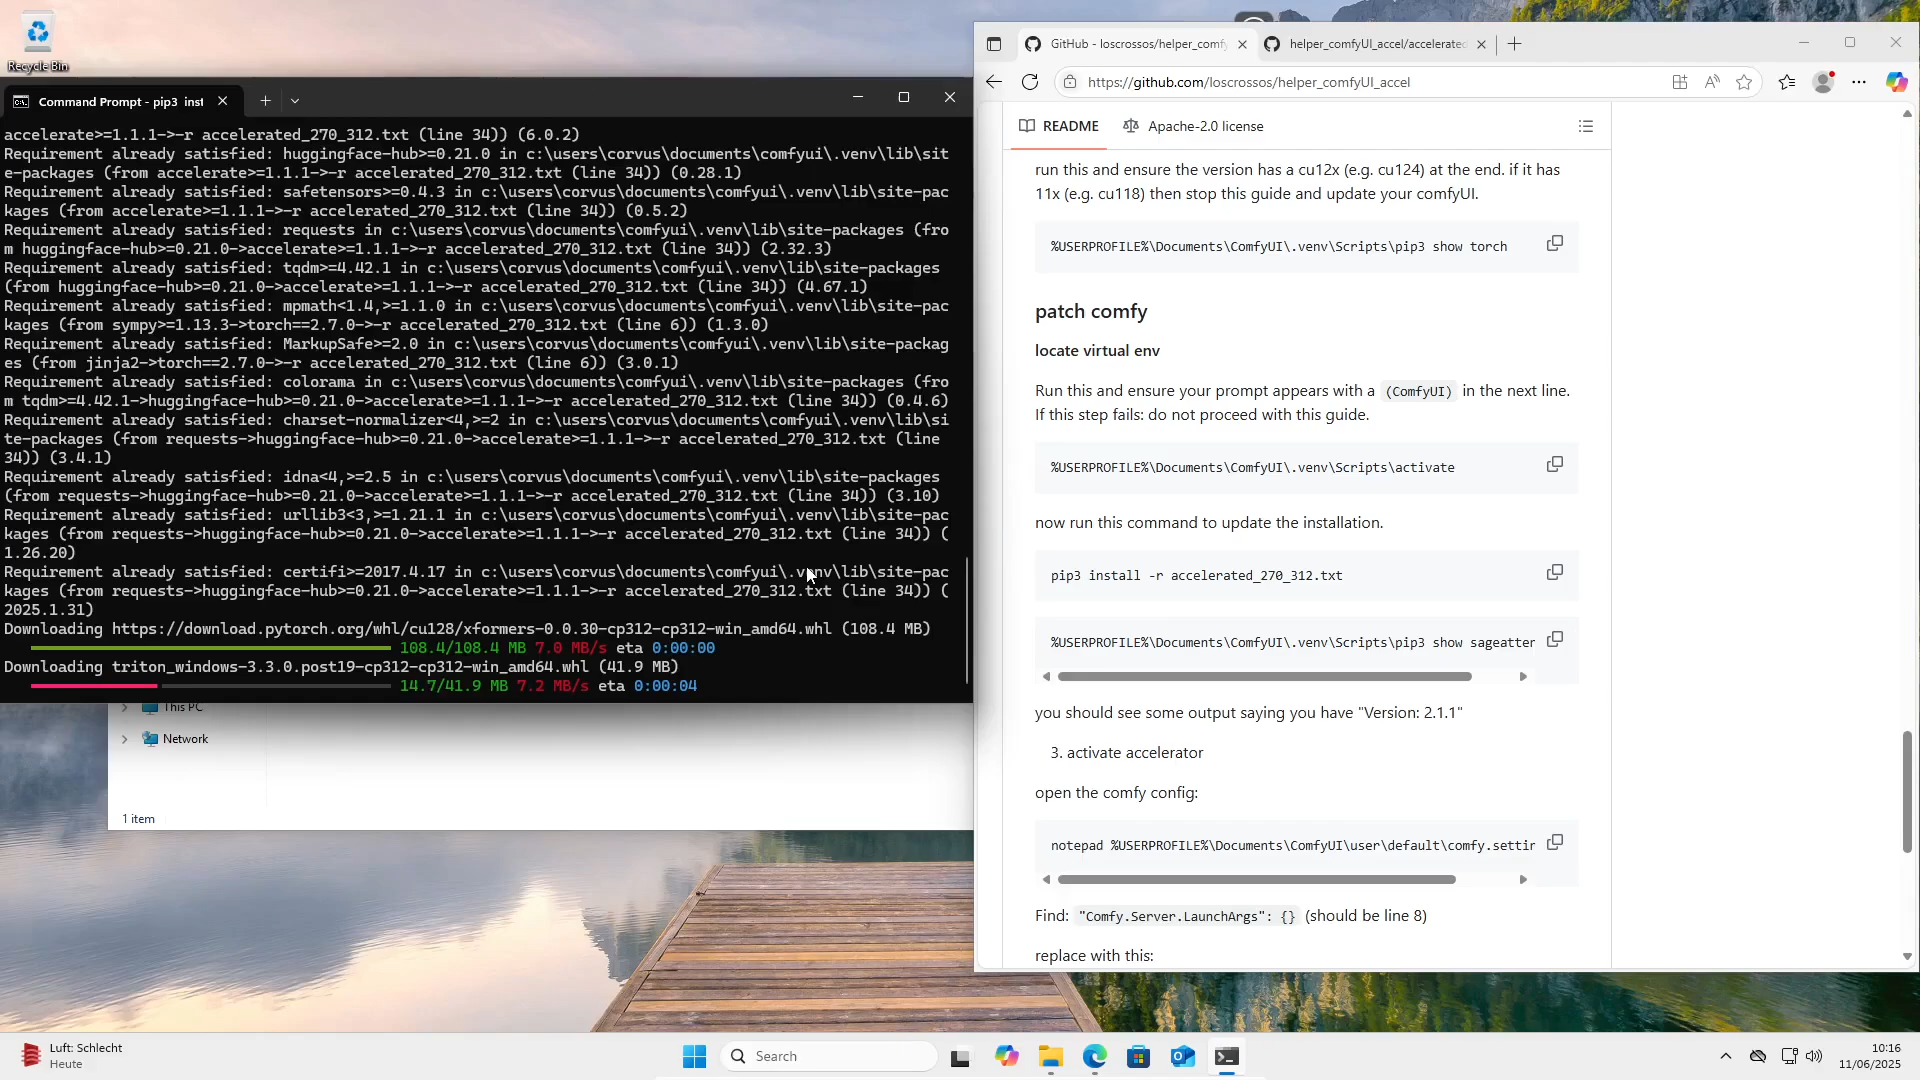 Recycle Bin
Command Prompt - pip3 inst
accelerate>=1.1.1->-r accelerated_270_312.txt (line 34)) (6.0.2)
Requirement already satisfied: huggingface-hub>=0.21.0 in c:\users\corvus\documents\comfyui\.venv\lib\sit
e-packages (from accelerate>=1.1.1->-r accelerated_270_312.txt (line 34)) (0.28.1)
Requirement already satisfied: safetensors>=0.4.3 in c:\users\corvus\documents\comfyui\.venv\lib\site-pac
kages (from accelerate>=1.1.1->-r accelerated_270_312.txt (line 34)) (0.5.2)
Requirement already satisfied: requests in c:\users\corvus\documents\comfyui\.venv\lib\site-packages (fro
m huggingface-hub>=0.21.0->accelerate>=1.1.1->-r accelerated_270_312.txt (line 34)) (2.32.3)
Requirement already satisfied: tqdm>=4.42.1 in c:\users\corvus\documents\comfyui\.venv\lib\site-packages
(from huggingface-hub>=0.21.0->accelerate>=1.1.1->-r accelerated_270_312.txt (line 34)) (4.67.1)
Requirement already satisfied: mpmath<1.4,>=1.1.0 in c:\users\corvus\documents\comfyui\.venv\lib\site-pac
kages (from sympy>=1.13.3->torch==2.7.0->-r accelerated_270_312.txt (line 6)) (1.3.0)
Requirement already satisfied: MarkupSafe>=2.0 in c:\users\corvus\documents\comfyui\.venv\lib\site-packag
es (from jinja2->torch==2.7.0->-r accelerated_270_312.txt (line 6)) (3.0.1)
Requirement already satisfied: colorama in c:\users\corvus\documents\comfyui\.venv\lib\site-packages (fro
m tqdm>=4.42.1->huggingface-hub>=0.21.0->accelerate>=1.1.1->-r accelerated_270_312.txt (line 34)) (0.4.6)
Requirement already satisfied: charset-normalizer<4,>=2 in c:\users\corvus\documents\comfyui\.venv\lib\si
te-packages (from requests->huggingface-hub>=0.21.0->accelerate>=1.1.1->-r accelerated_270_312.txt (line
34)) (3.4.1)
Requirement already satisfied: idna<4,>=2.5 in c:\users\corvus\documents\comfyui\.venv\lib\site-packages
(from requests->huggingface-hub>=0.21.0->accelerate>=1.1.1->-r accelerated_270_312.txt (line 34)) (3.10)
Requirement already satisfied: urllib3<3,>=1.21.1 in c:\users\corvus\documents\comfyui\.venv\lib\site-pac
kages (from requests->huggingface-hub>=0.21.0->accelerate>=1.1.1->-r accelerated_270_312.txt (line 34)) (
1.26.20)
Requirement already satisfied: certifi>=2017.4.17 in c:\users\corvus\documents\comfyui\.venv\lib\site-pac
kages (from requests->huggingface-hub>=0.21.0->accelerate>=1.1.1->-r accelerated_270_312.txt (line 34)) (
2025.1.31)
Downloading https://download.pytorch.org/whl/cu128/xformers-0.0.30-cp312-cp312-win_amd64.whl (108.4 MB)
108.4/108.4 MB 7.0 MB/s eta 0:00:00
Downloading triton_windows-3.3.0.post19-cp312-cp312-win_amd64.whl (41.9 MB)
14.7/41.9 MB 7.2 MB/s eta 0:00:04
This PC
Network
1 item
GitHub - loscrossos/helper_comfy
helper_comfyUI_accel/accelerated
https://github.com/loscrossos/helper_comfyUI_accel
README
Apache-2.0 license
run this and ensure the version has a cu12x (e.g. cu124) at the end. if it has
11x (e.g. cu118) then stop this guide and update your comfyUI.
%USERPROFILE%\Documents\ComfyUI\.venv\Scripts\pip3 show torch
patch comfy
locate virtual env
Run this and ensure your prompt appears with a (ComfyUI) in the next line.
If this step fails: do not proceed with this guide.
%USERPROFILE%\Documents\ComfyUI\.venv\Scripts\activate
now run this command to update the installation.
pip3 install -r accelerated_270_312.txt
%USERPROFILE%\Documents\ComfyUI\.venv\Scripts\pip3 show sageatter
you should see some output saying you have "Version: 2.1.1"
3. activate accelerator
open the comfy config:
notepad %USERPROFILE%\Documents\ComfyUI\user\default\comfy.settin
Find: "Comfy.Server.LaunchArgs": {} (should be line 8)
replace with this:
Luft: Schlecht
Heute
Search
10:16
11/06/2025